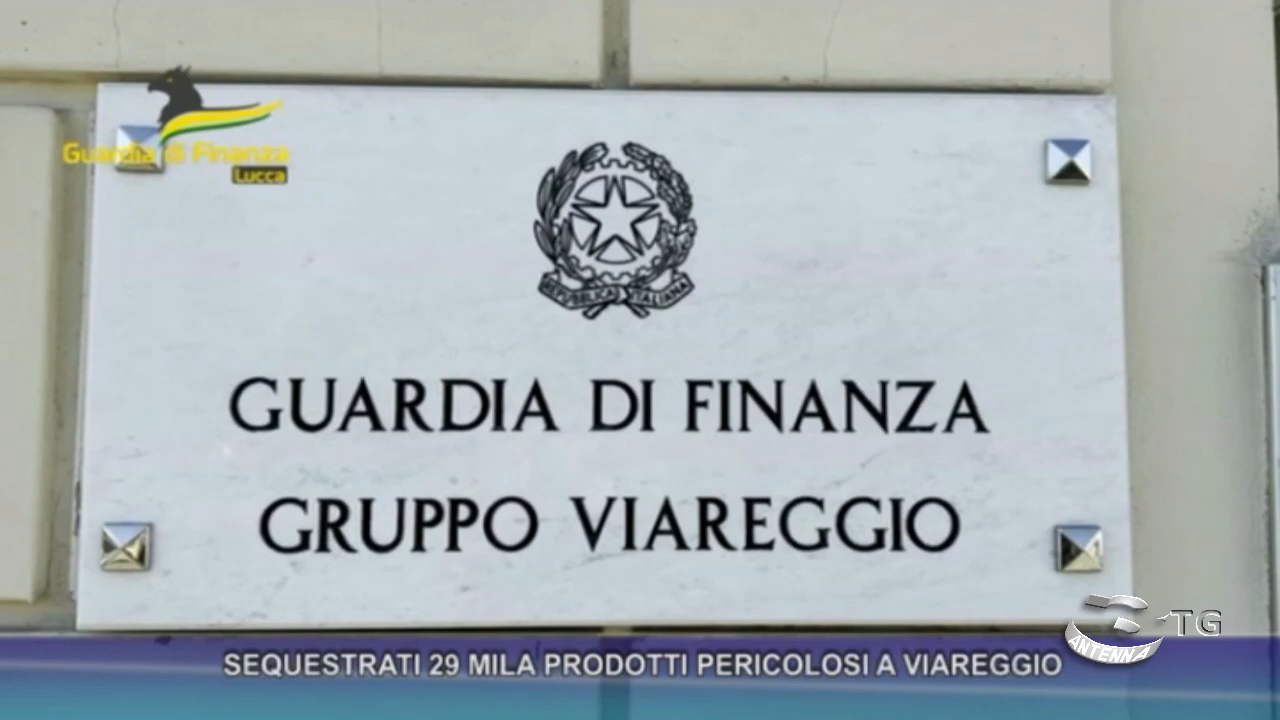 Guardia di Finanza
Lucca
REPUBBLICA ITALIANA
GUARDIA DI FINANZA
GRUPPO VIAREGGIO
TG
ANTENNA
SEQUESTRATI 29 MILA PRODOTTI PERICOLOSI A VIAREGGIO